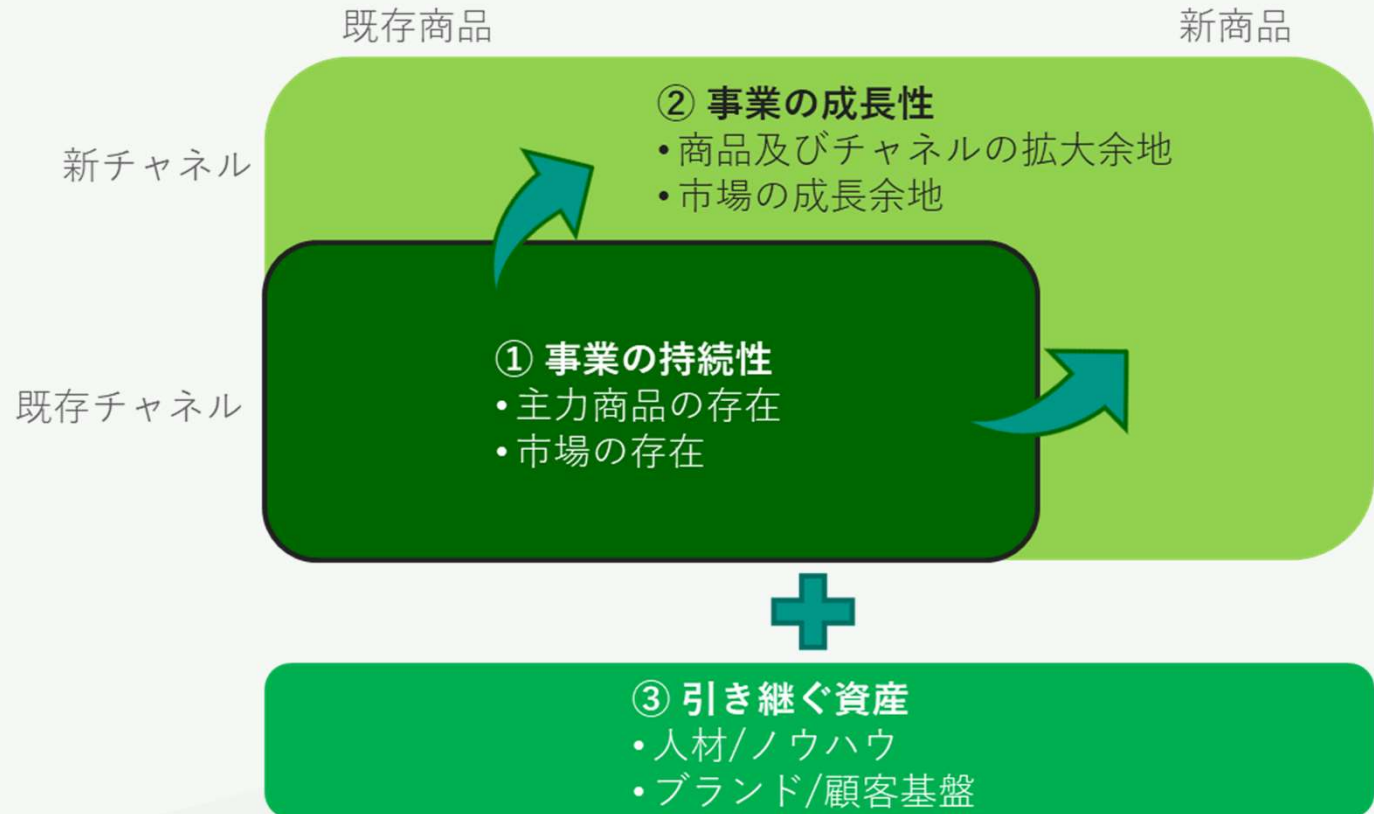 既存商品
新商品
② 事業の成長性
•商品及びチャネルの拡大余地
•市場の成長余地
新チャネル
① 事業の持続性
•主力商品の存在
•市場の存在
既存チャネル
③ 引き継ぐ資産
•人材/ノウハウ
•ブランド/顧客基盤